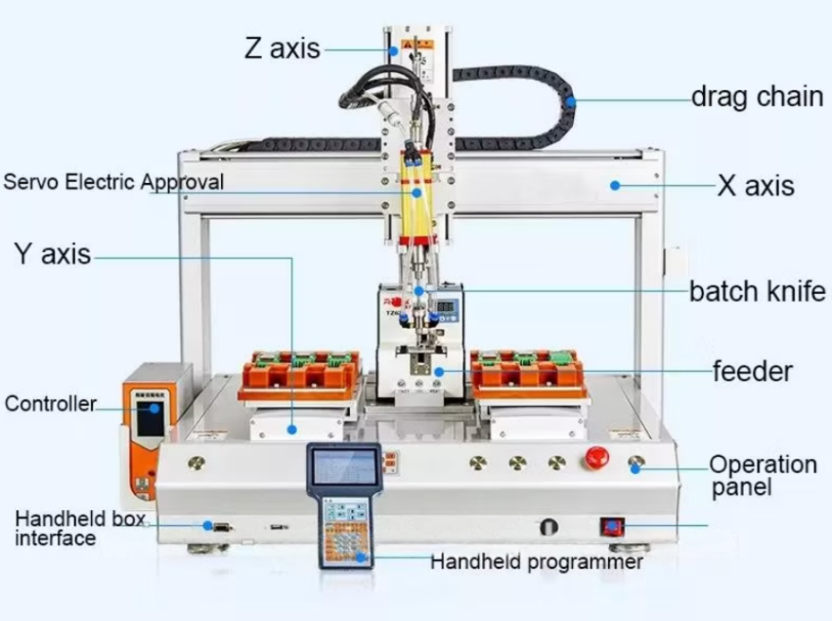 Z axis
drag chain
Servo Electric Approval
X axis
Y axis
batch knife
feeder
Controller
Operation
panel
Handheld box
interface
Handheld programmer